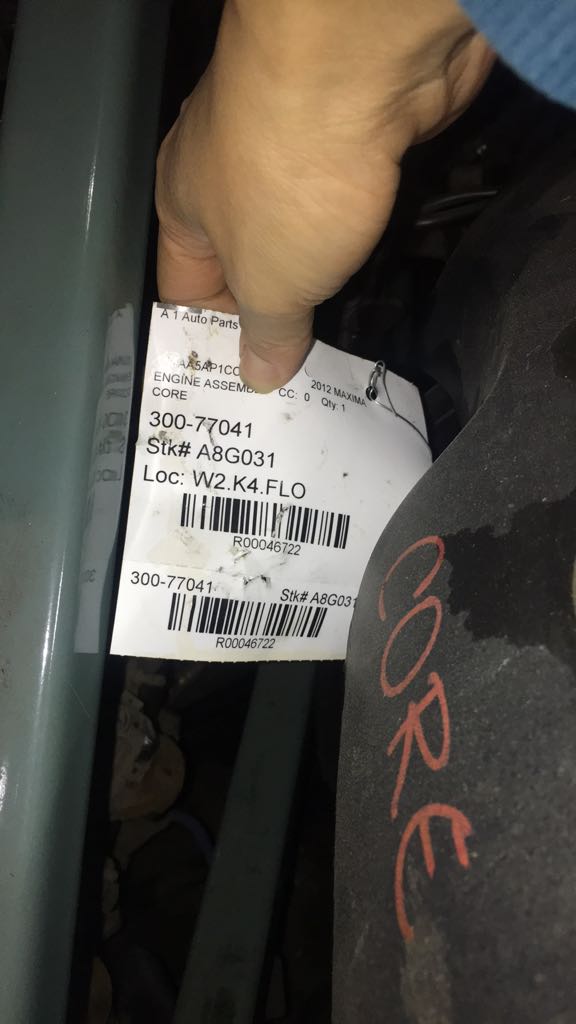 A 1 Auto Parts
2012 MAXIMA
ENGINE CC: 0 Qty: 1
CORE
300-77041
Stk# A8G031
Loc: W2.K4.FLO
R00046722
300-77041 Stk# A8G031
R00046722
CORE